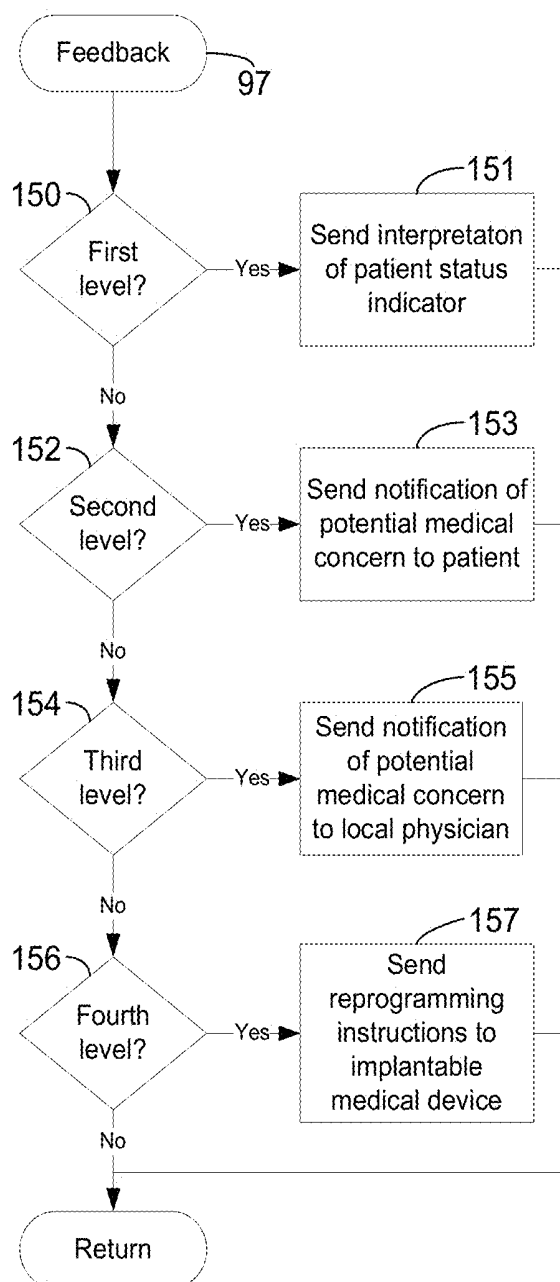 Feedback
97
150
First
level?
Yes
151
Send interpretaton
of patient status
indicator
No
152
Second
level?
Yes
153
Send notification of
potential medical
concern to patient
No
154
Third
level?
Yes
155
Send notification
of potential
medical concern
to local physician
No
156
Fourth
level?
Yes
157
Send
reprogramming
instructions to
implantable
medical device
No
Return